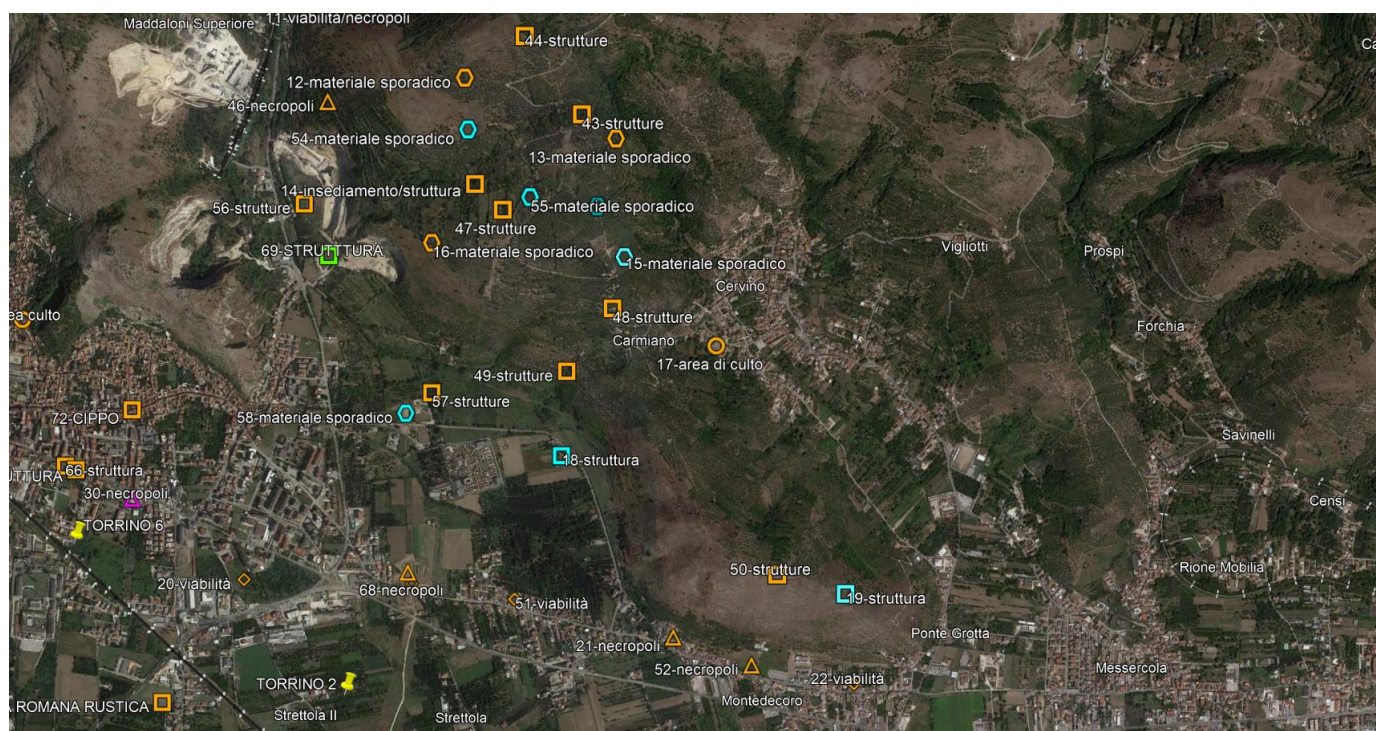 Maddaloni Superiore
11-viabilità/necropoli
44-strutture
Ca
12-materiale sporadico
46-necropoli
43-strutture
54-materiale sporadico
13-materiale sporadico
14-insediamento/struttura
56-strutture
55-materiale sporadico
47-strutture
69-STRUTTTURA
16-materiale sporadico
Vigliotti
Prospi
15-materiale sporadico
Cervino
ea culto
48-strutture
Forchia
Carmiano
17-area di culto
49-strutture
57-strutture
72-CIPPO
58-materiale sporadico
Savinelli
18-struttura
UTTURA
66-struttura
30-necropoli
Censi
TORRINO 6
50-strutture
Rione Mobilia
20-viabilità
68-necropoli
51-viabilità
19-struttura
Ponte Grotta
21-necropoli
52-necropoli
Messercola
22-viabilità
TORRINO 2
Montedecoro
A ROMANA RUSTICA
Strettola II
Strettola